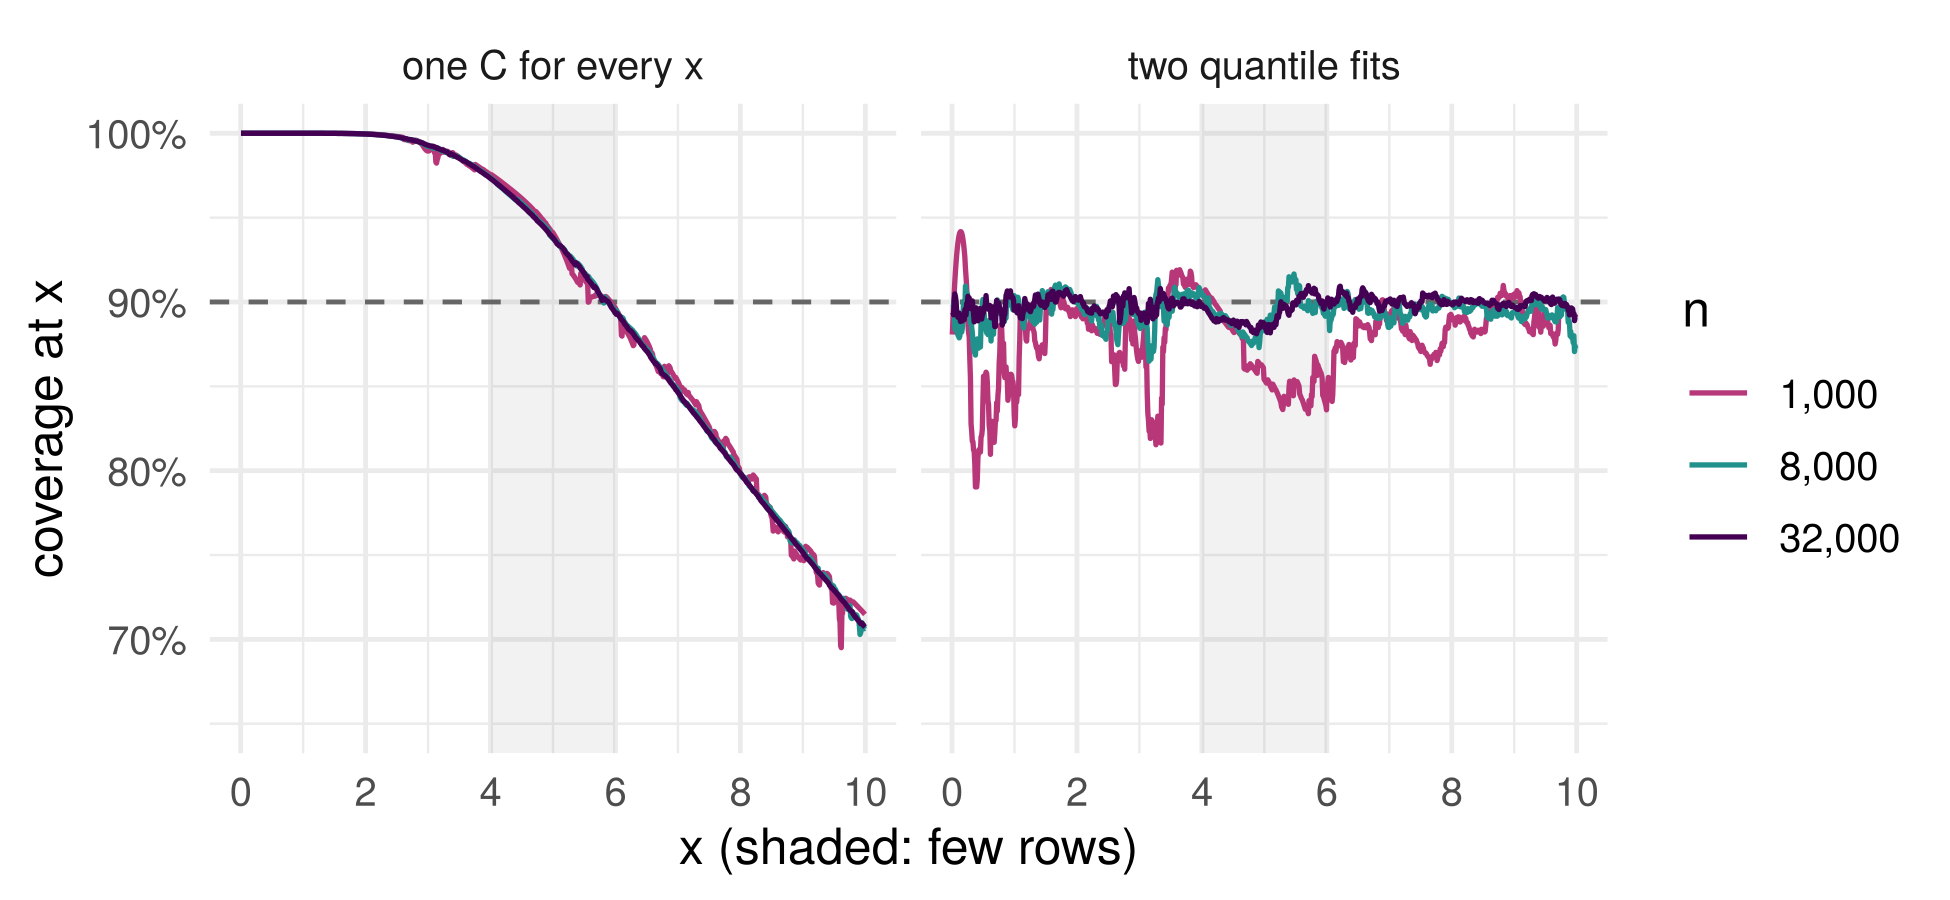 one C for every x
two quantile fits
coverage at x
100%
90%
80%
70%
0 2 4 6 8 10
0 2 4 6 8 10
x (shaded: few rows)
n
1,000
8,000
32,000